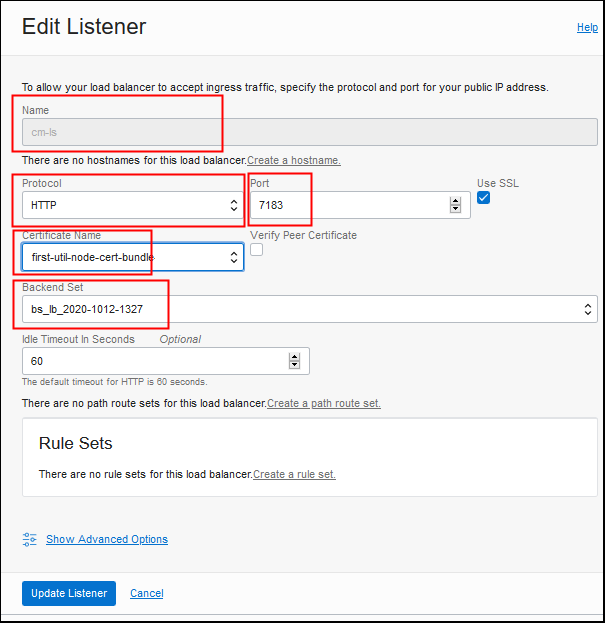 Edit Listener
Help
To allow your load balancer to accept ingress traffic, specify the protocol and port for your public IP address.
Name
cm-ls
There are no hostnames for this load balancer.Create a hostname.
Protocol Port Use SSL
HTTP 7183
Certificate Name Verify Peer Certificate
first-util-node-cert-bundle
Backend Set
bs_lb_2020-1012-1327
Idle Timeout In Seconds Optional
60
The default timeout for HTTP is 60 seconds.
There are no path route sets for this load balancer.Create a path route set.
Rule Sets
There are no rule sets for this load balancer.Create a rule set.
Show Advanced Options
Update Listener Cancel